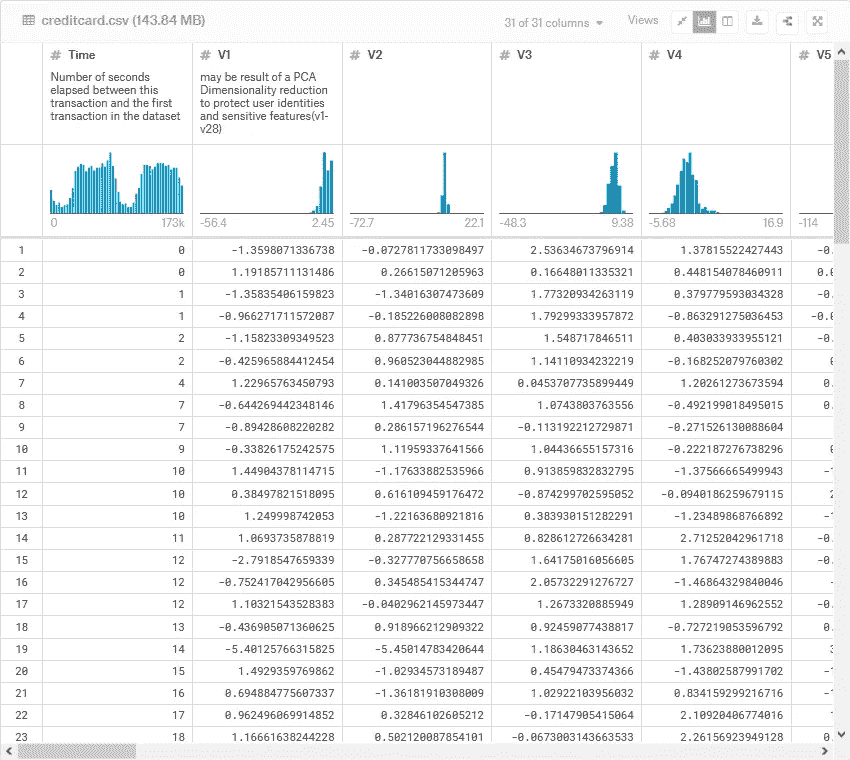 creditcard.csv (143.84 MB)
31 of 31 columns
Views
# Time # V1 # V2 # V3 # V4 # V5
Number of seconds
elapsed between this
transaction and the first
transaction in the dataset
may be result of a PCA
Dimensionality reduction
to protect user identities
and sensitive features(v1-
v28)
0 173k -56.4 2.45 -72.7 22.1 -48.3 9.38 -5.68 16.9 -114
1 0 -1.3598071336738 -0.0727811733098497 2.53634673796914 1.37815522427443 -0.
2 0 1.19185711131486 0.26615071205963 0.16648011335321 0.448154078460911 0.0
3 1 -1.35835406159823 -1.34016307473609 1.77320934263119 0.379779593034328 -0.
4 1 -0.966271711572087 -0.185226008082898 1.79299333957872 -0.863291275036453 -0.0
5 2 -1.15823309349523 0.877736754848451 1.548717846511 0.403033933955121 -0.
6 2 -0.425965884412454 0.960523044882985 1.14110934232219 -0.168252079760302 0
7 4 1.22965763450793 0.141003507049326 0.0453707735899449 1.20261273673594 0.
8 7 -0.644269442348146 1.41796354547385 1.0743803763556 -0.492199018495015 0.
9 7 -0.89428608220282 0.286157196276544 -0.113192212729871 -0.271526130088604
10 9 -0.33826175242575 1.11959337641566 1.04436655157316 -0.222187276738296 0
11 10 1.44904378114715 -1.17633882535966 0.913859832832795 -1.37566665499943 -1
12 10 0.38497821518095 0.616109459176472 -0.874299702595052 -0.0940186259679115 2
13 10 1.249998742053 -1.22163680921816 0.383930151282291 -1.23489868766892 -1
14 11 1.0693735878819 0.287722129331455 0.828612726634281 2.71252042961718 -0.
15 12 -2.7918547659339 -0.327770756658658 1.64175016056605 1.76747274389883 -0.
16 12 -0.752417042956605 0.345485415344747 2.05732291276727 -1.46864329840046 -
17 12 1.10321543528383 -0.0402962145973447 1.2673320885949 1.28909146962552 -0.
18 13 -0.436905071360625 0.918966212909322 0.92459077438817 -0.727219053596792 0.
19 14 -5.40125766315825 -5.45014783420644 1.18630463143652 1.73623880012095 3
20 15 1.4929359769862 -1.02934573189487 0.45479473374366 -1.43802587991702 -1
21 16 0.694884775607337 -1.36181910308009 1.02922103956032 0.834159299216716 -1
22 17 0.962496069914852 0.32846102605212 -0.17147905415064 2.10920406774016
23 18 1.16661638244228 0.502120087854101 -0.0673003143663533 2.26156923949128 0.